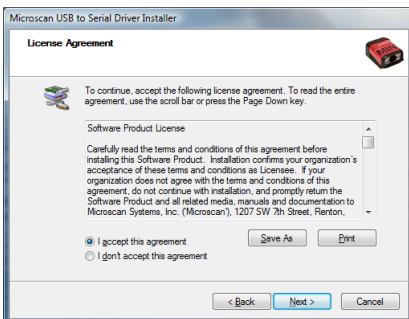 Microscan USB to Serial Driver Installer
License Agreement
To continue, accept the following license agreement. To read the entire
agreement, use the scroll bar or press the Page Down key.
Software Product License
Carefully read the terms and conditions of this agreement before
installing this Software Product. Installation confirms your organization's
acceptance of these terms and conditions as Licensee. If your
organization does not agree with the terms and conditions of this
agreement, do not continue with installation, and promptly return the
Software Product and all related media, manuals and documentation to
Microscan Systems, Inc. ('Microscan'), 1207 SW 7th Street, Renton,
I accept this agreement
I don't accept this agreement
Save As
Print
< Back
Next >
Cancel